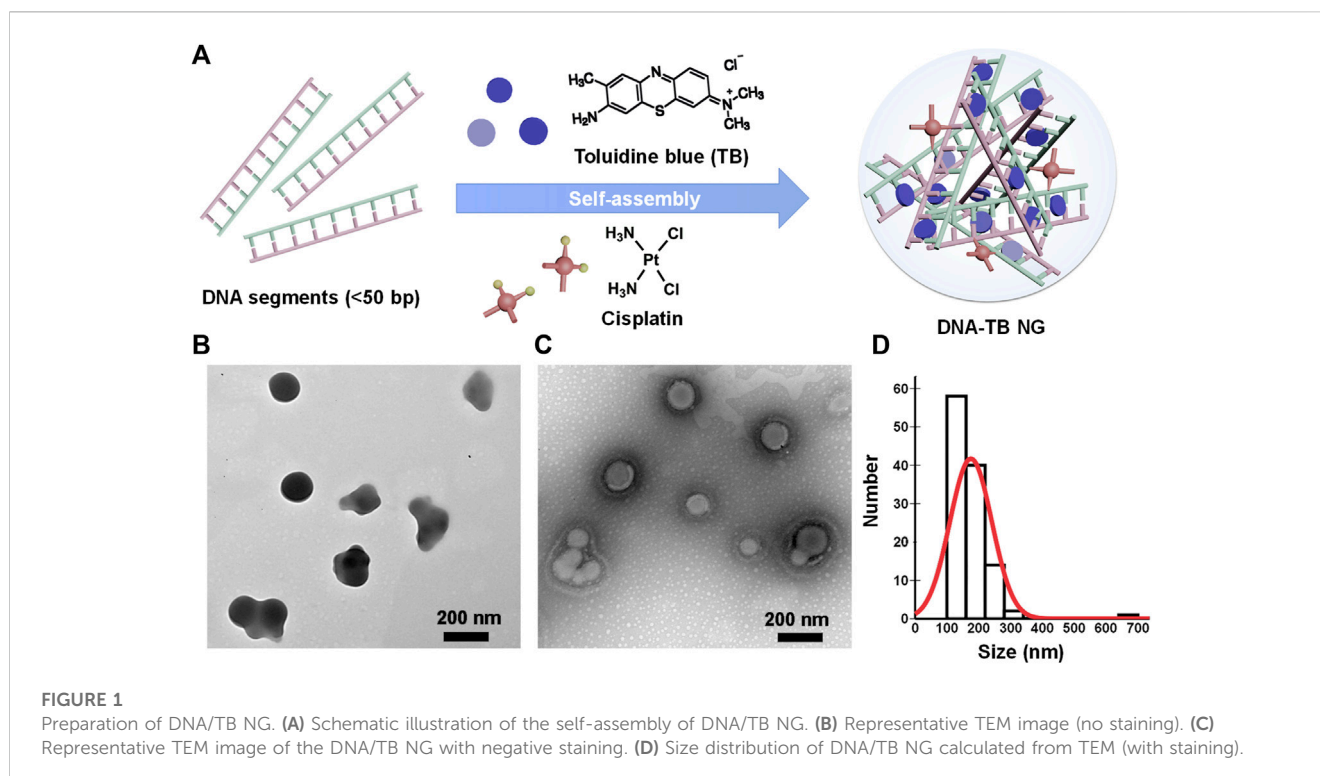 A
H₃C
N
Cl⁻
H₂N
S
N⁺
CH₃
CH₃
Toluidine blue (TB)
Self-assembly
H₃N
Cl
Pt
H₃N
Cl
Cisplatin
DNA segments (<50 bp)
DNA-TB NG
B
200 nm
C
200 nm
D
Number
60
50
40
30
20
10
0
0 100 200 300 400 500 600 700
Size (nm)
FIGURE 1
Preparation of DNA/TB NG. (A) Schematic illustration of the self-assembly of DNA/TB NG. (B) Representative TEM image (no staining). (C)
Representative TEM image of the DNA/TB NG with negative staining. (D) Size distribution of DNA/TB NG calculated from TEM (with staining).